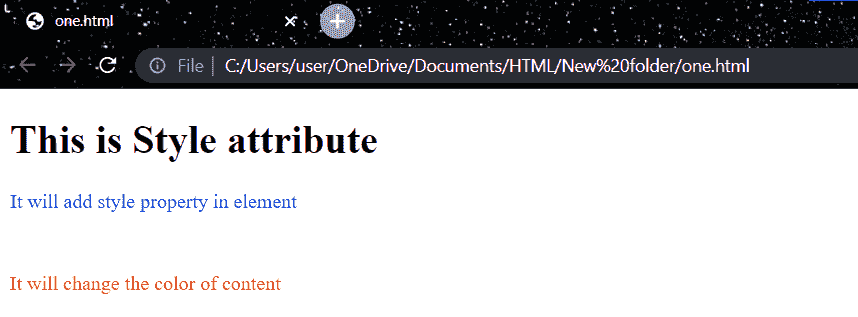 one.html
File C:/Users/user/OneDrive/Documents/HTML/New%20folder/one.html
This is Style attribute
It will add style property in element
It will change the color of content